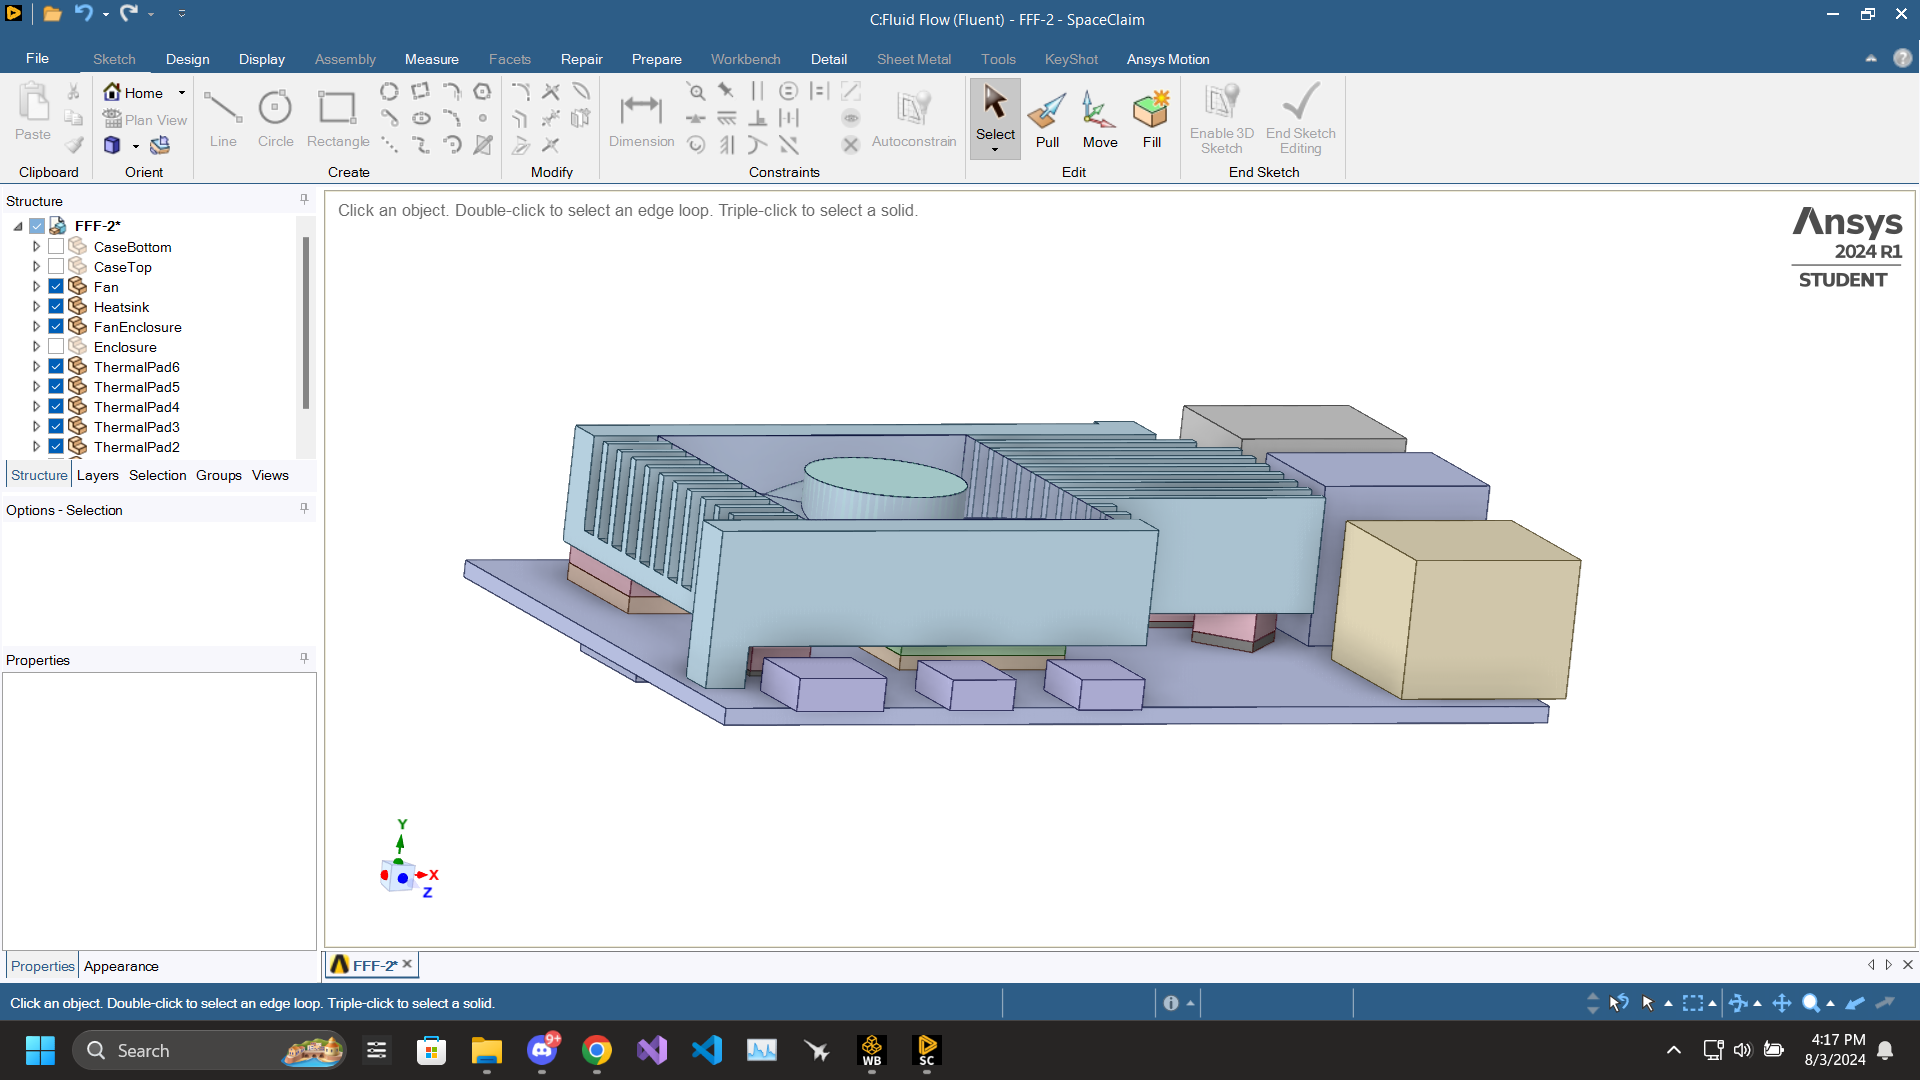 C:Fluid Flow (Fluent) - FFF-2 - SpaceClaim
File Sketch Design Display Assembly Measure Facets Repair Prepare Workbench Detail Sheet Metal Tools KeyShot Ansys Motion
Paste
Clipboard
Home
Plan View
Orient
Line Circle Rectangle
Create
Modify
Dimension
Autoconstrain
Constraints
Select Pull Move Fill
Edit
Enable 3D Sketch
End Sketch Editing
End Sketch
Structure
FFF-2*
CaseBottom
CaseTop
Fan
Heatsink
FanEnclosure
Enclosure
ThermalPad6
ThermalPad5
ThermalPad4
ThermalPad3
ThermalPad2
Structure Layers Selection Groups Views
Options - Selection
Properties
Properties Appearance
Click an object. Double-click to select an edge loop. Triple-click to select a solid.
Ansys
2024 R1
STUDENT
Y
X
Z
FFF-2*
Click an object. Double-click to select an edge loop. Triple-click to select a solid.
Search
9+
WB
SC
4:17 PM
8/3/2024